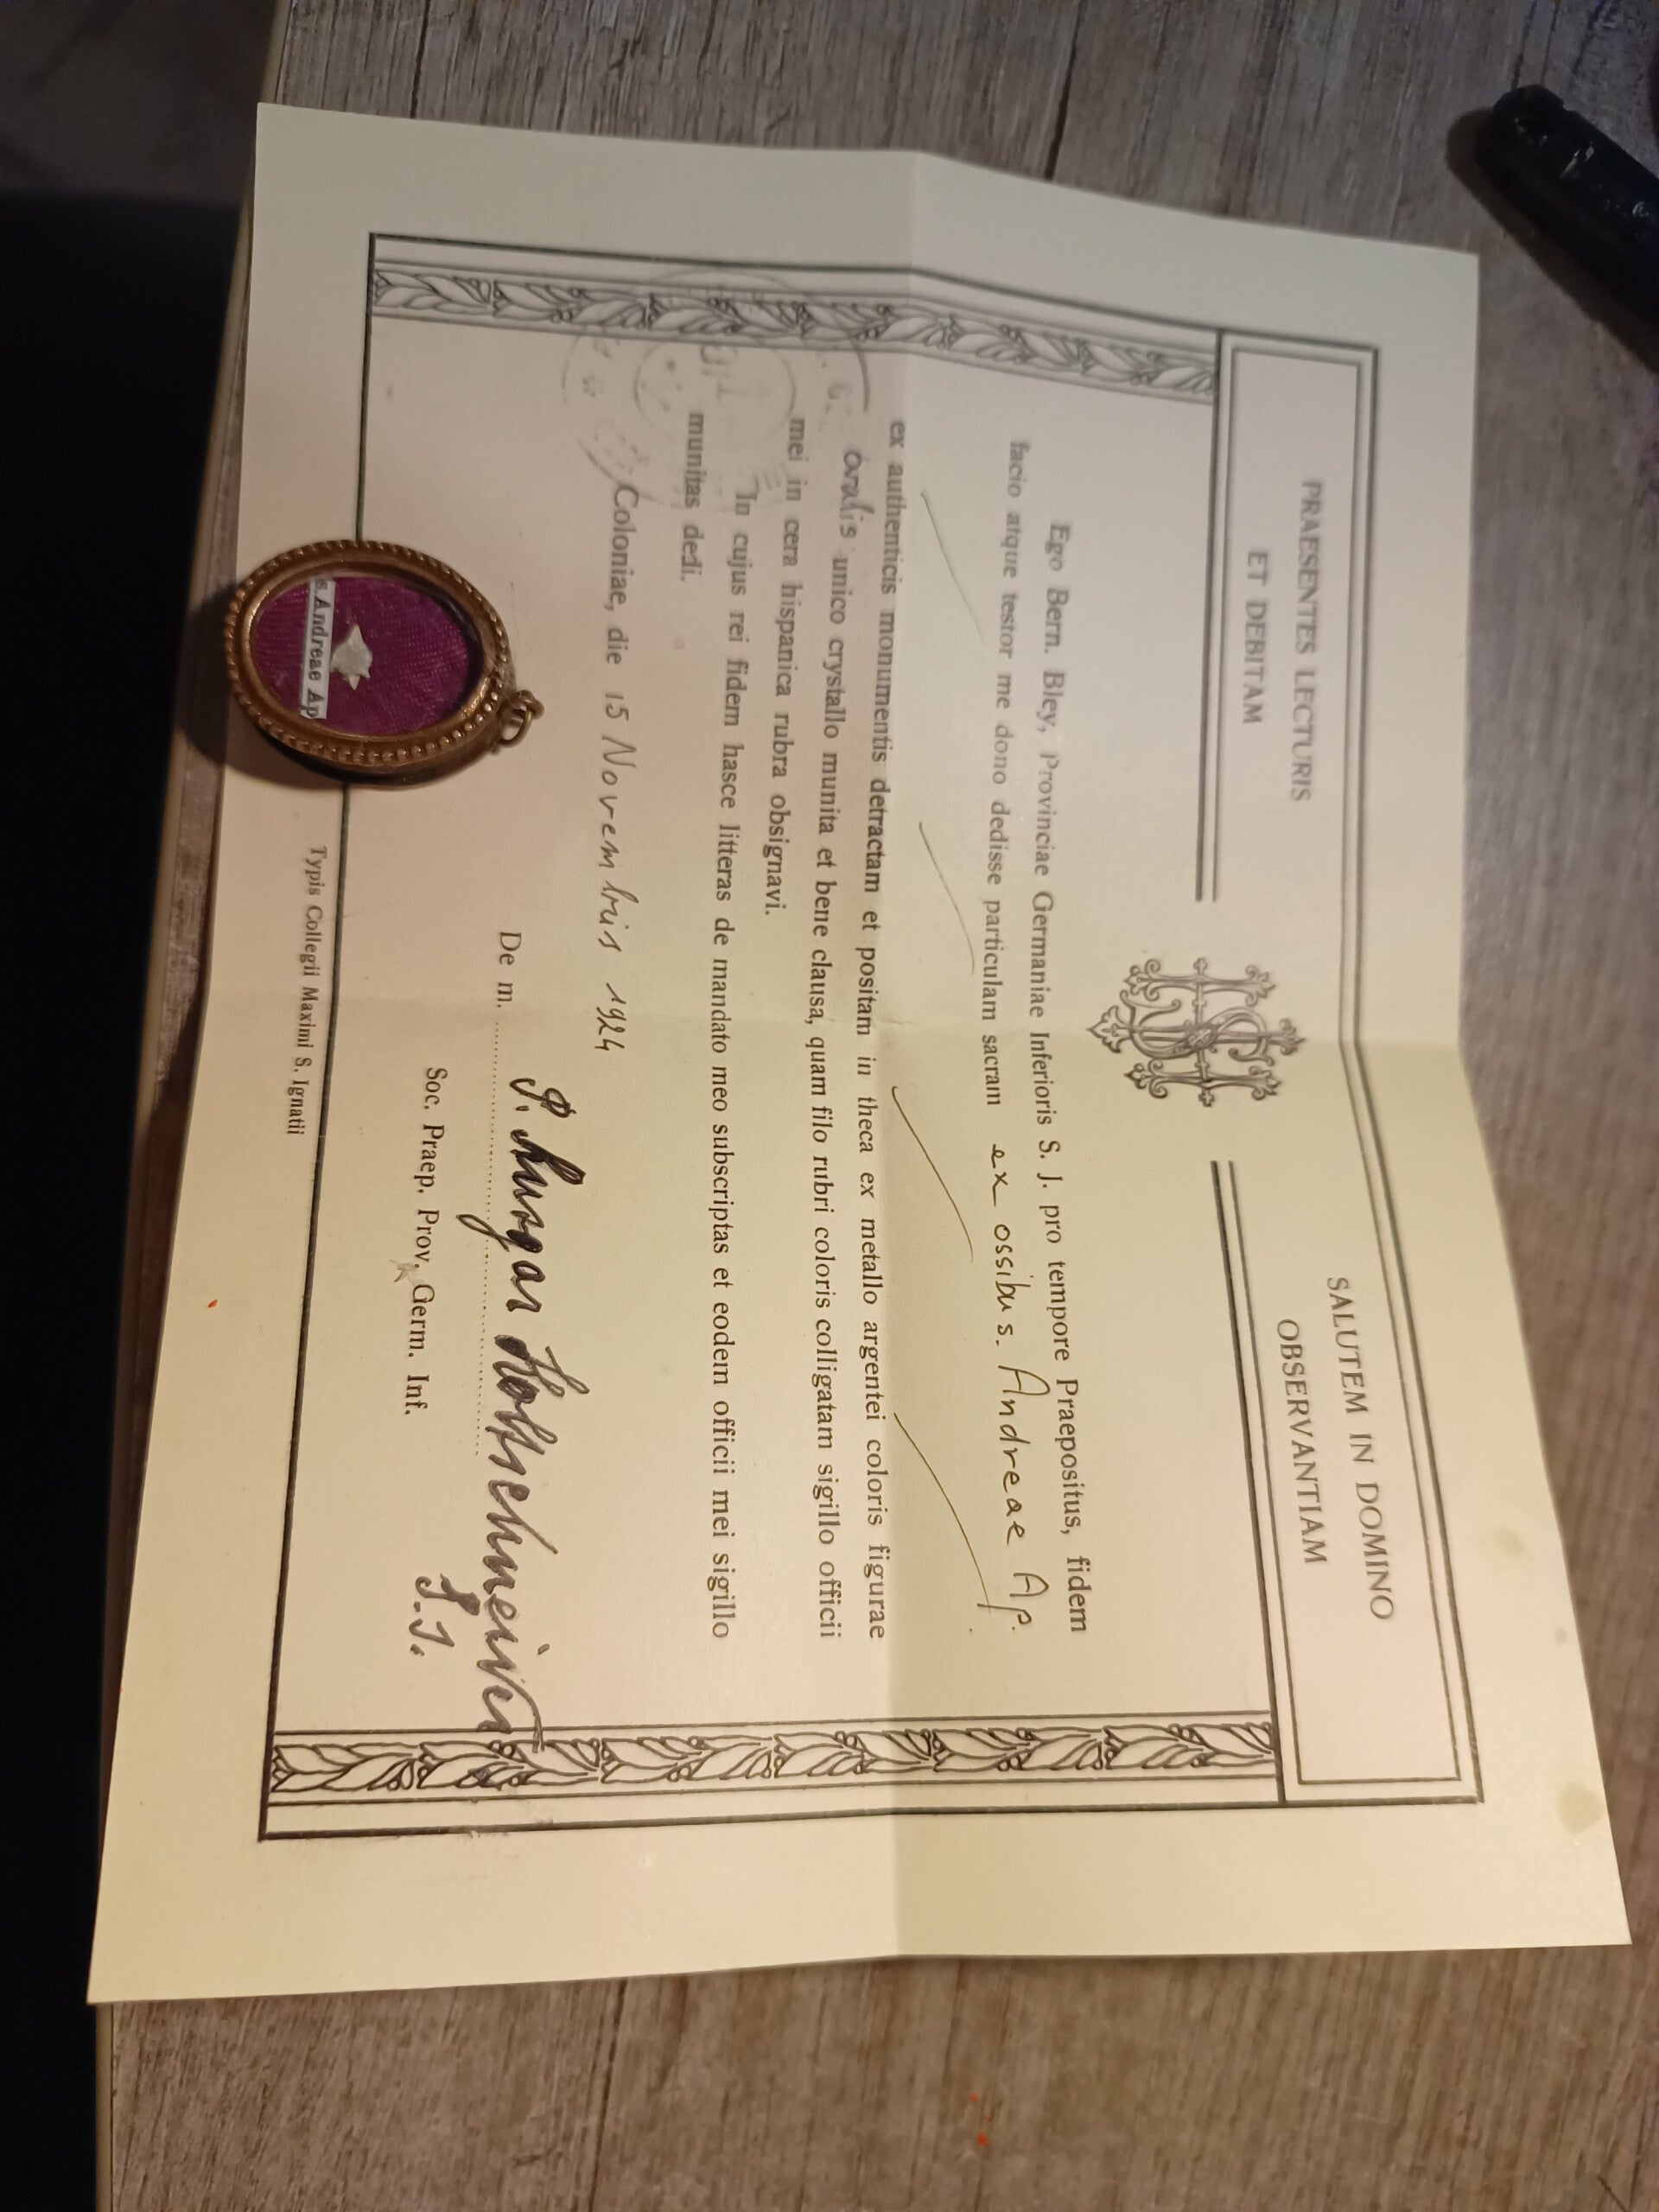 PRAESENTES LECTURIS
ET DEBITAM
SALUTEM IN DOMINO
OBSERVANTIAM
IHS
Ego Bern. Bley, Provinciae Germaniae Inferioris S. J. pro tempore Praepositus, fidem
facio atque testor me dono dedisse particulam sacram ex ossibus. Andreae Ap.
ex authenticis monumentis detractam et positam in theca ex metallo argentei coloris figurae
ovalis unico crystallo munita et bene clausa, quam filo rubri coloris colligatam sigillo officii
mei in cera hispanica rubra obsignavi.
In cujus rei fidem hasce litteras de mandato meo subscriptas et eodem officii mei sigillo
munitas dedi.
Coloniae, die 15 Novembris 1924
De m. P.
Soc. Praep. Prov. Germ. Inf. S.J.
Typis Collegii Maximi S. Ignatii
s. Andreae Ap